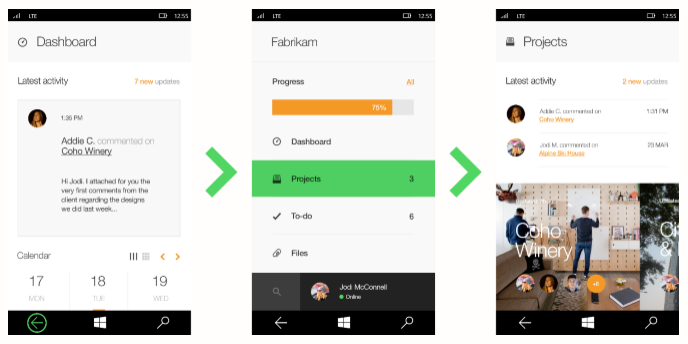 LTE
12:55
Dashboard
Latest activity
7 new updates
1:35 PM
Addie C. commented on
Coho Winery
Hi Jodi. I attached for you the
very first comments from the
client regarding the designs
we did last week...
Calendar
17
MON
18
TUE
19
WED
LTE
12:55
Fabrikam
Progress
All
75%
Dashboard
Projects
3
To-do
6
Files
Jodi McConnell
Online
LTE
12:55
Projects
Latest activity
2 new updates
Addie C. commented on
Coho Winery
1:31 PM
Jodi M. commented on
Alpine Ski House
23 MAR
Coho
Winery
+6